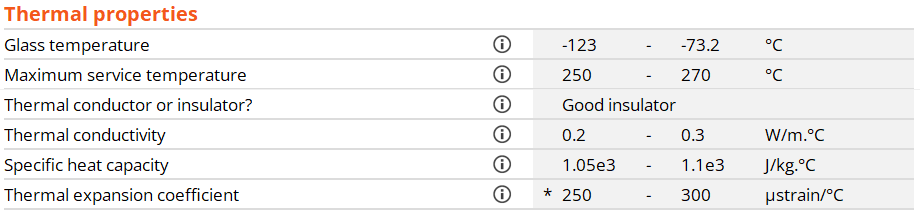 Thermal properties
Glass temperature ⓘ -123 - -73.2 °C
Maximum service temperature ⓘ 250 - 270 °C
Thermal conductor or insulator? ⓘ Good insulator
Thermal conductivity ⓘ 0.2 - 0.3 W/m.°C
Specific heat capacity ⓘ 1.05e3 - 1.1e3 J/kg.°C
Thermal expansion coefficient ⓘ * 250 - 300 µstrain/°C